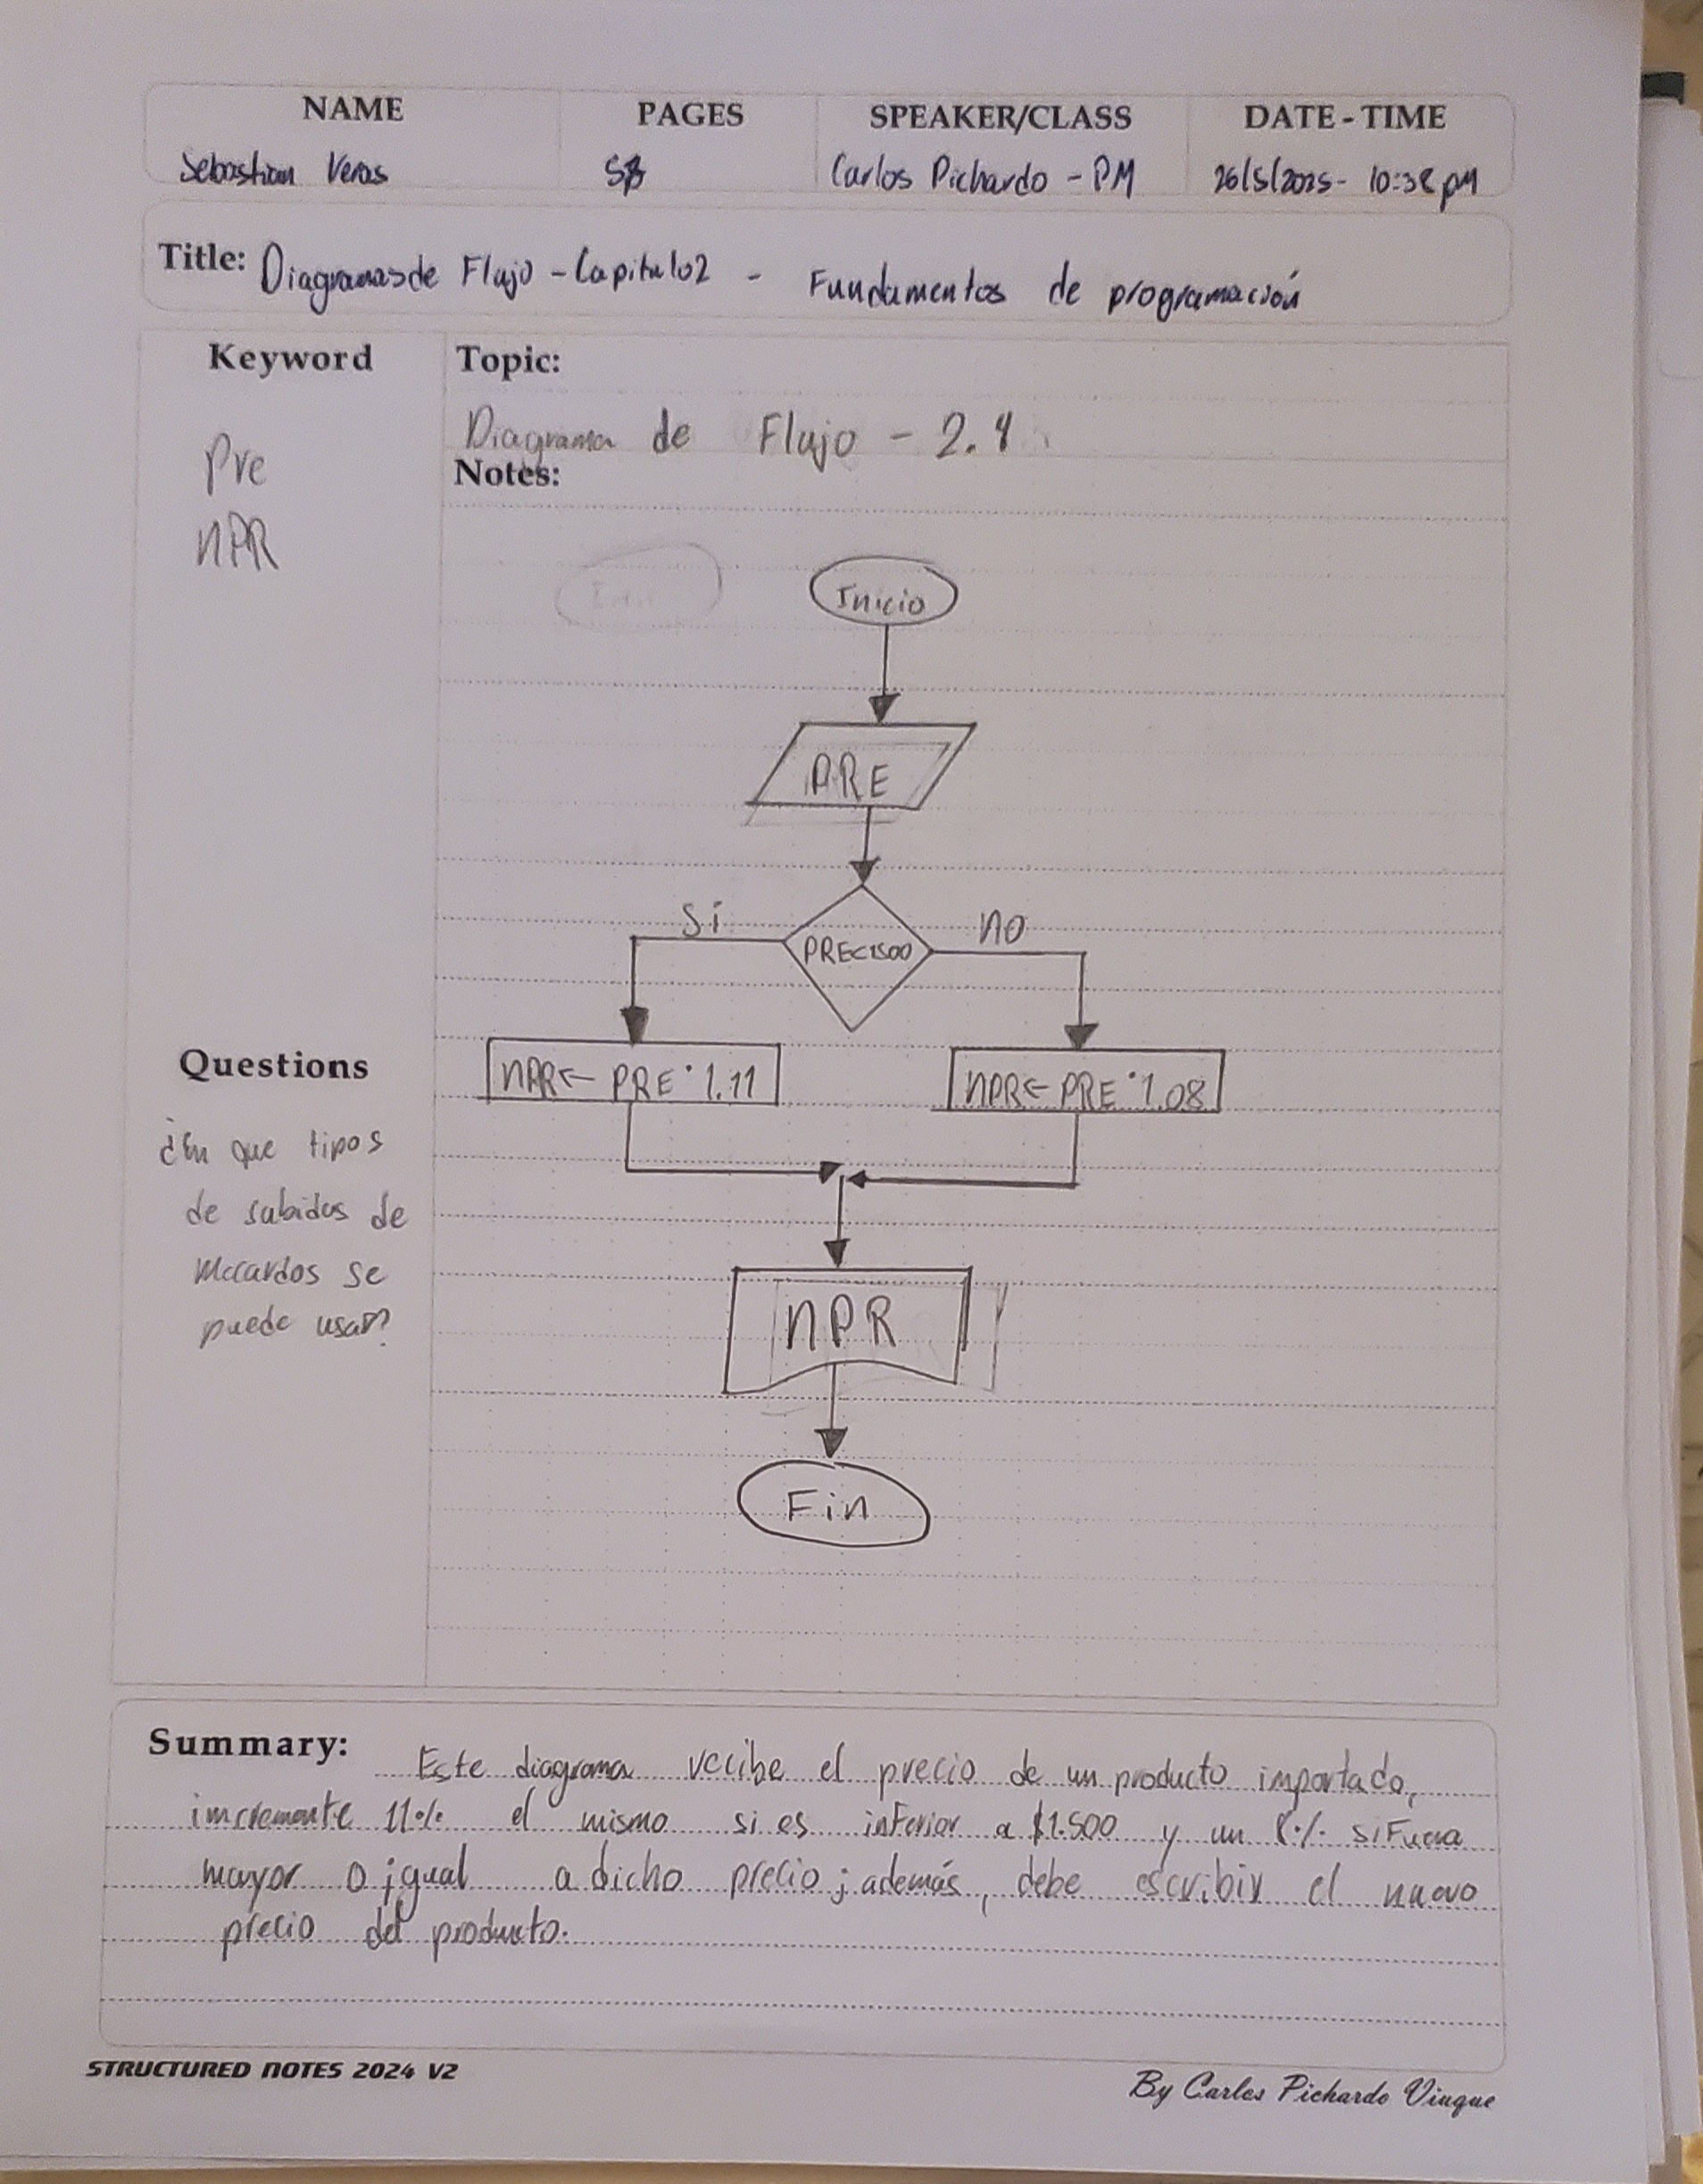 NAME PAGES SPEAKER/CLASS DATE - TIME
Sebastian Veras Carlos Pichardo - PM 26/5/2025 - 10:38 pm
Title: Diagramas de Flujo - Capitulo 2 - Fundamentos de programación
Keyword
Pre
NPR
Topic:
Diagrama de Flujo - 2.4
Notes:
Inicio
PRE
PRE<1500
Sí
NO
NPR← PRE * 1.11
NPR← PRE * 1.08
NPR
Fin
Questions
¿En que tipos
de subidas de
mercardos se
puede usar?
Summary: Este diagrama recibe el precio de un producto importado,
incremente 11% el mismo si es inferior a $1.500 y un 8% si Fuera
mayor o igual a dicho precio; además, debe escribir el nuevo
precio del producto.
STRUCTURED NOTES 2024 V2
By Carlos Pichardo Viuque